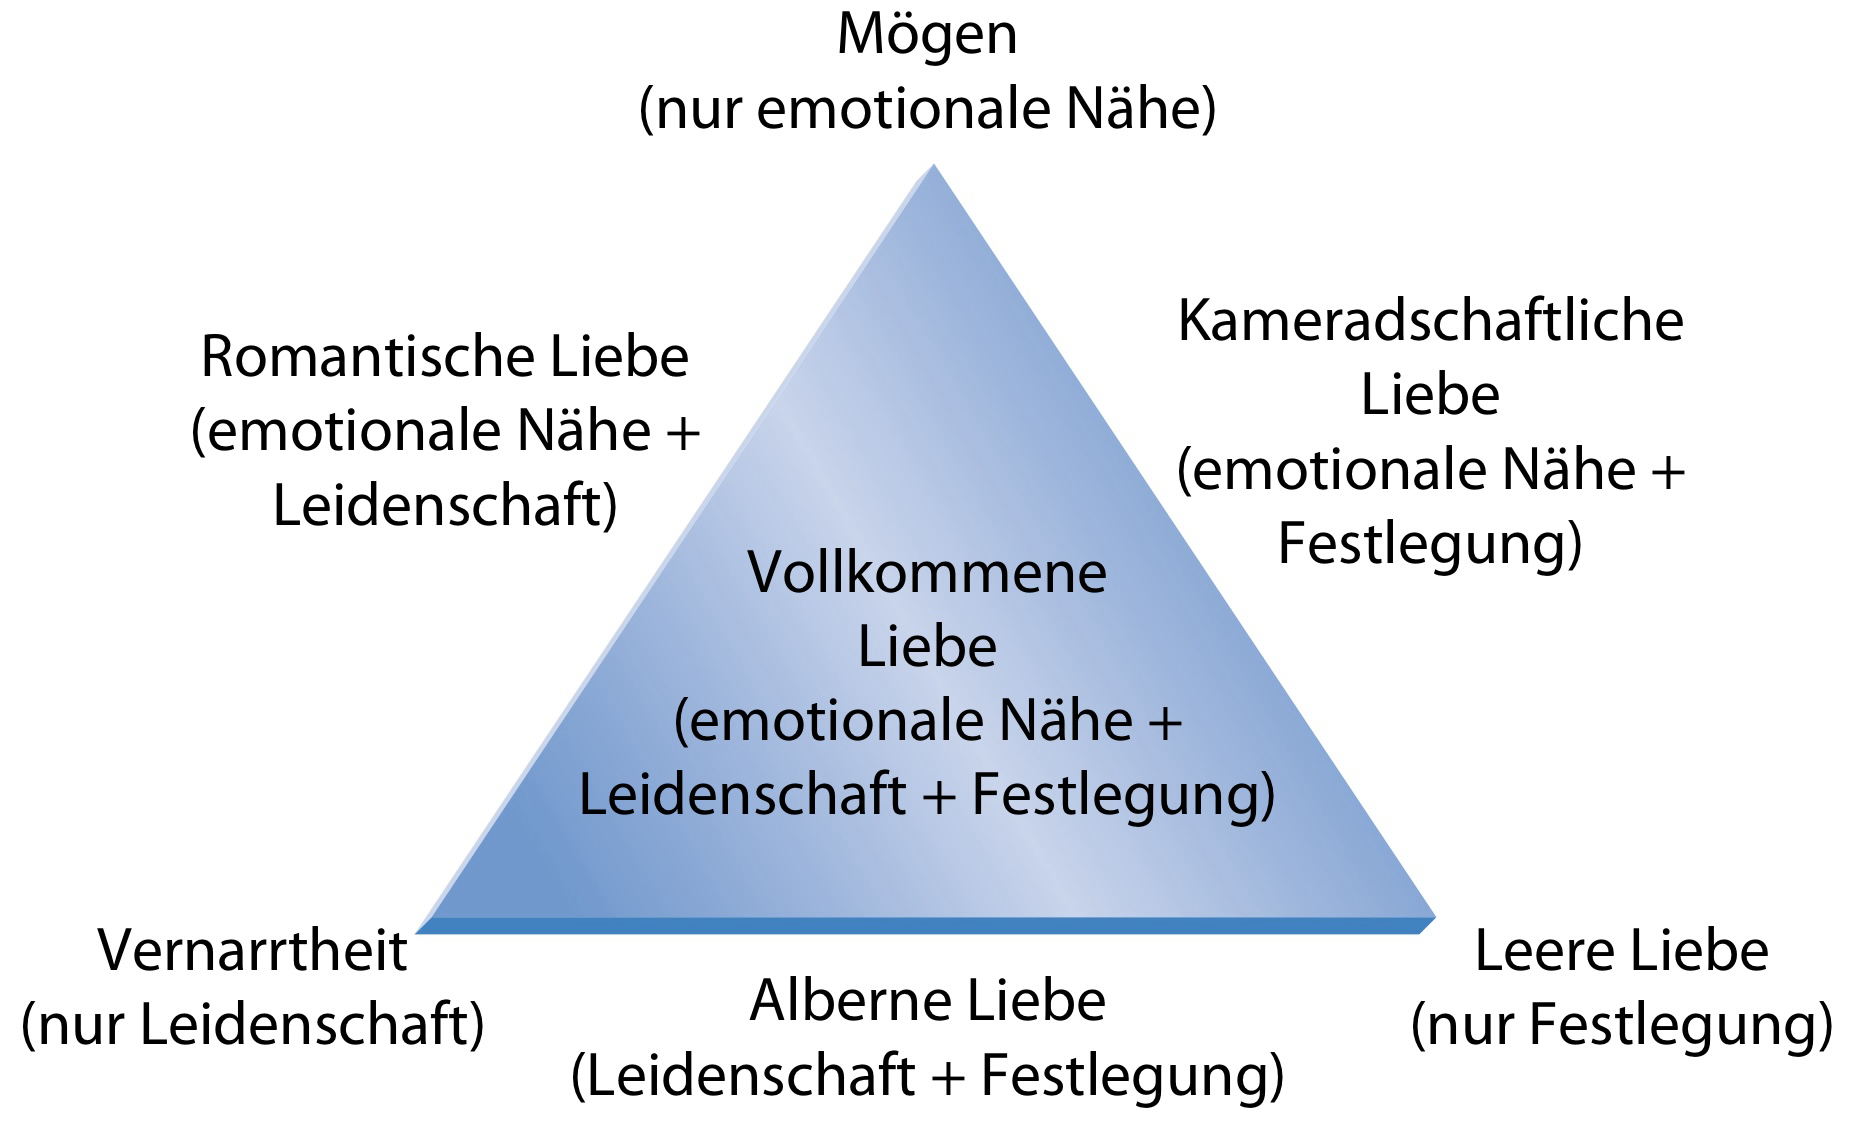 Mögen
(nur emotionale Nähe)
Romantische Liebe
(emotionale Nähe +
Leidenschaft)
Kameradschaftliche
Liebe
(emotionale Nähe +
Festlegung)
Vollkommene
Liebe
(emotionale Nähe +
Leidenschaft + Festlegung)
Vernarrtheit
(nur Leidenschaft)
Alberne Liebe
(Leidenschaft + Festlegung)
Leere Liebe
(nur Festlegung)